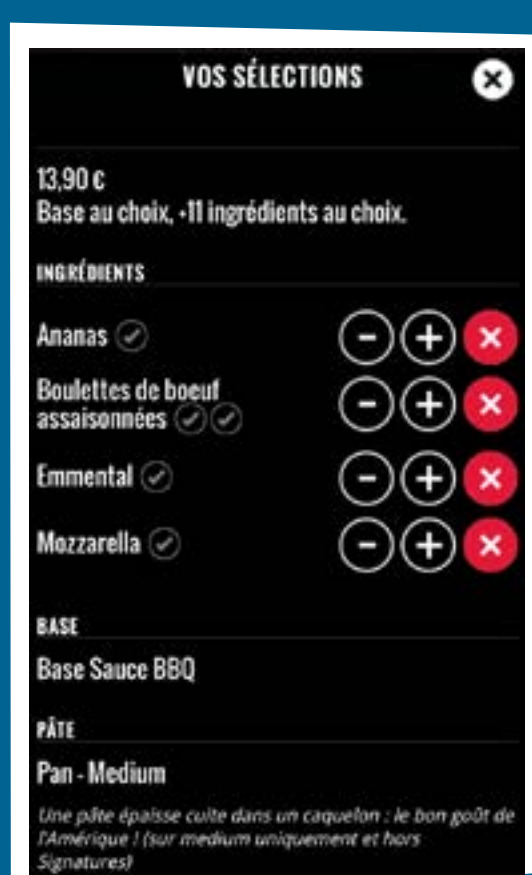 VOS SÉLECTIONS
13,90 €
Base au choix, +11 ingrédients au choix.
INGRÉDIENTS
Ananas
Boulettes de boeuf
assaisonnées
Emmental
Mozzarella
BASE
Base Sauce BBQ
PÂTE
Pan - Medium
Une pâte épaisse cuite dans un caquelon : le bon goût de
l'Amérique ! (sur medium uniquement et hors
Signatures)